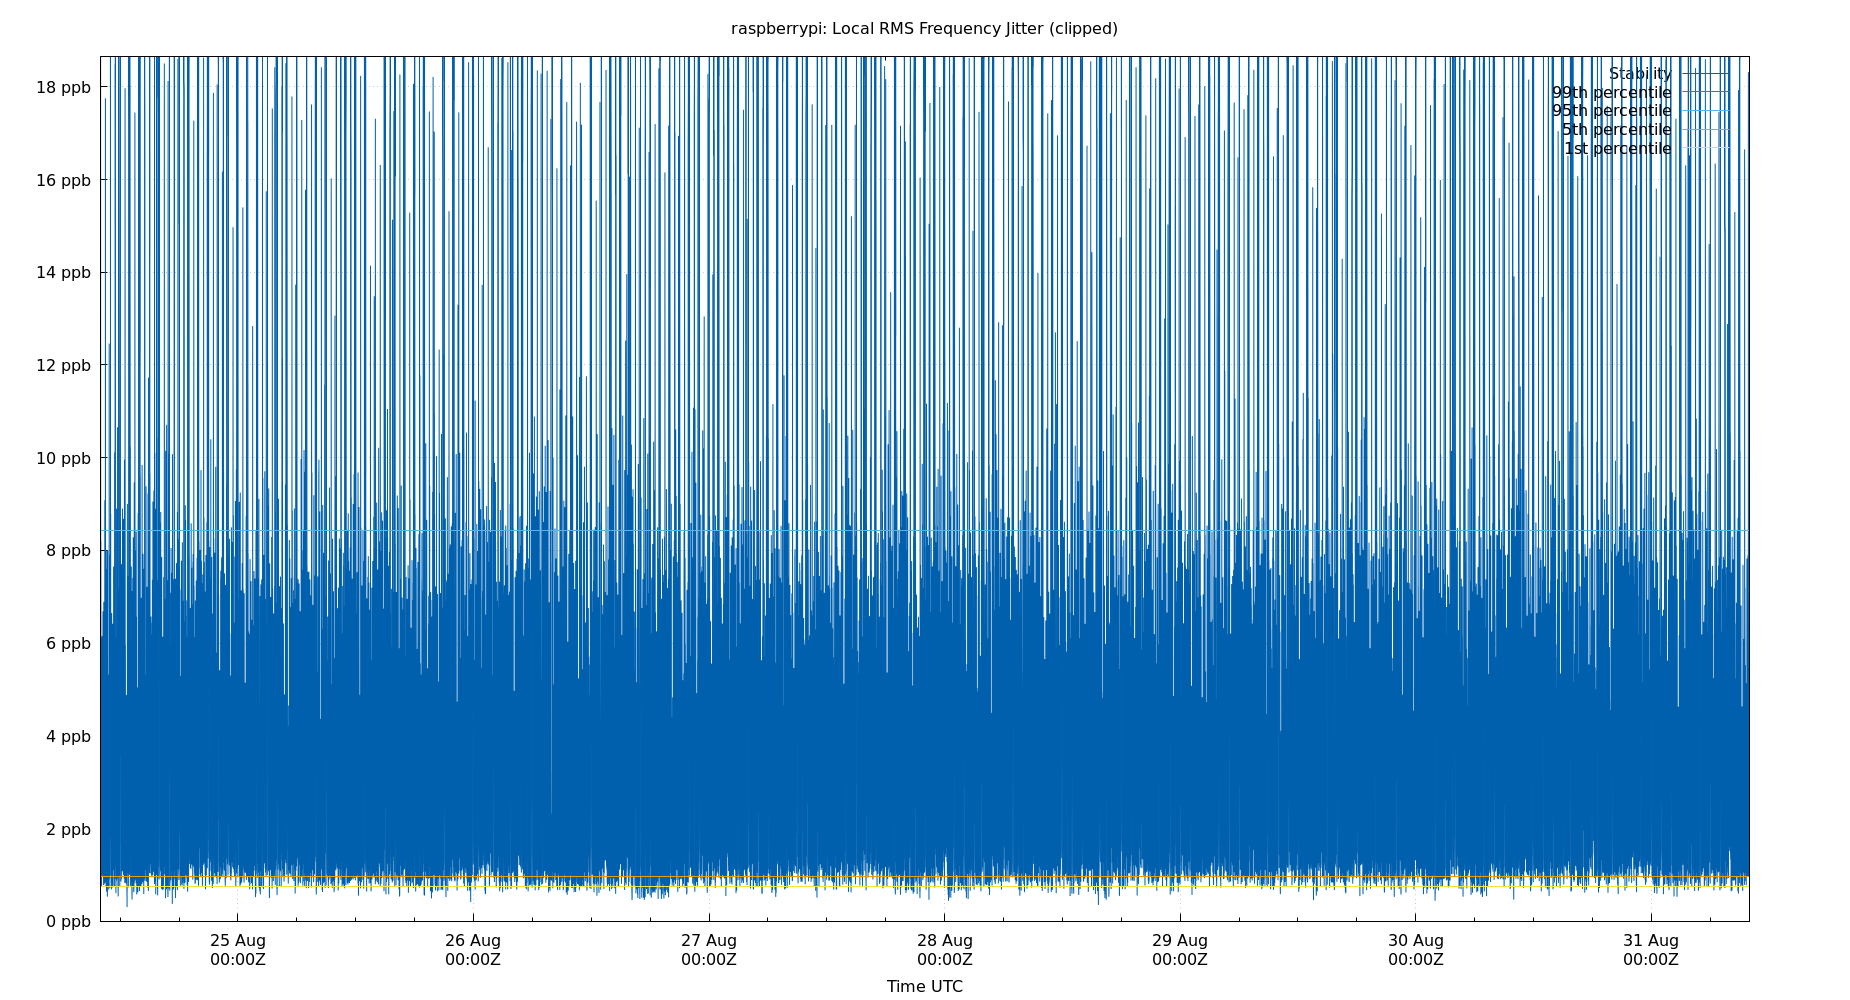 raspberrypi: Local RMS Frequency Jitter (clipped)
18 ppb
16 ppb
14 ppb
12 ppb
10 ppb
8 ppb
6 ppb
4 ppb
2 ppb
0 ppb
Stability
99th percentile
95th percentile
5th percentile
1st percentile
25 Aug
00:00Z
26 Aug
00:00Z
27 Aug
00:00Z
28 Aug
00:00Z
29 Aug
00:00Z
30 Aug
00:00Z
31 Aug
00:00Z
Time UTC